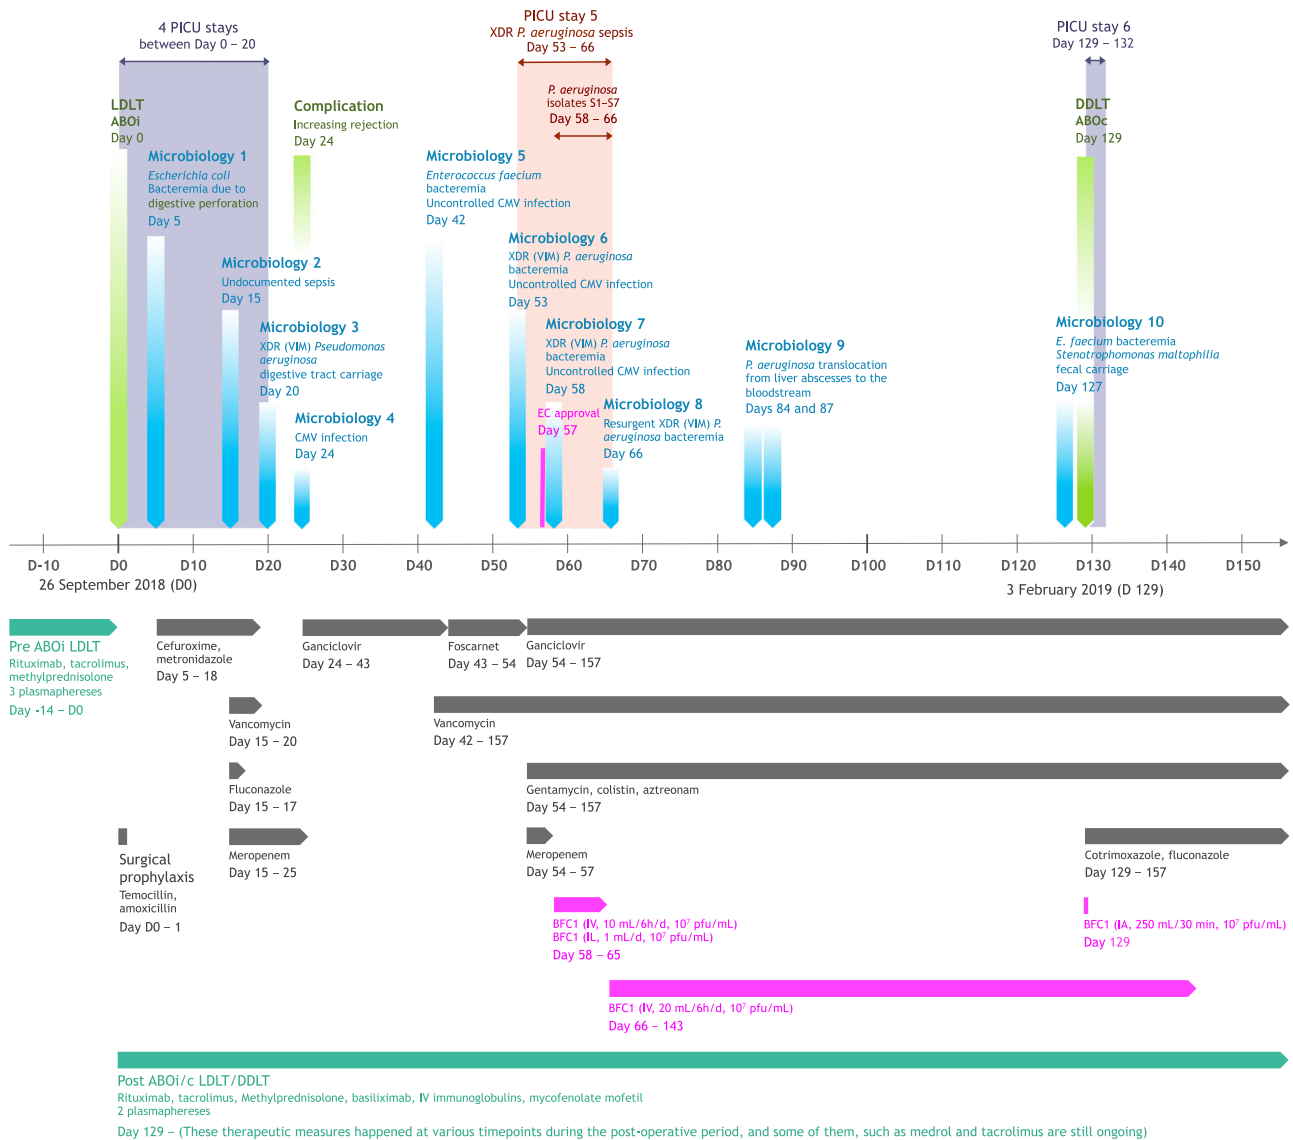 4 PICU stays
between Day 0 – 20
PICU stay 5
XDR P. aeruginosa sepsis
Day 53 – 66
PICU stay 6
Day 129 – 132
P. aeruginosa
isolates S1–S7
Day 58 – 66
LDLT
ABOi
Day 0
Complication
Increasing rejection
Day 24
DDLT
ABOc
Day 129
Microbiology 1
Escherichia coli
Bacteremia due to
digestive perforation
Day 5
Microbiology 2
Undocumented sepsis
Day 15
Microbiology 3
XDR (VIM) Pseudomonas
aeruginosa
digestive tract carriage
Day 20
Microbiology 4
CMV infection
Day 24
Microbiology 5
Enterococcus faecium
bacteremia
Uncontrolled CMV infection
Day 42
Microbiology 6
XDR (VIM) P. aeruginosa
bacteremia
Uncontrolled CMV infection
Day 53
Microbiology 7
XDR (VIM) P. aeruginosa
bacteremia
Uncontrolled CMV infection
Day 58
EC approval
Day 57
Microbiology 8
Resurgent XDR (VIM) P.
aeruginosa bacteremia
Day 66
Microbiology 9
P. aeruginosa translocation
from liver abscesses to the
bloodstream
Days 84 and 87
Microbiology 10
E. faecium bacteremia
Stenotrophomonas maltophilia
fecal carriage
Day 127
D-10 D0 D10 D20 D30 D40 D50 D60 D70 D80 D90 D100 D110 D120 D130 D150
26 September 2018 (D0)
3 February 2019 (D 129)
Pre ABOi LDLT
Rituximab, tacrolimus,
methylprednisolone
3 plasmaphereses
Day -14 – D0
Cefuroxime,
metronidazole
Day 5 – 18
Ganciclovir
Day 24 – 43
Foscarnet
Day 43 – 54
Ganciclovir
Day 54 – 157
Vancomycin
Day 15 – 20
Vancomycin
Day 42 – 157
Fluconazole
Day 15 – 17
Gentamycin, colistin, aztreonam
Day 54 – 157
Surgical
prophylaxis
Temocillin,
amoxicillin
Day D0 – 1
Meropenem
Day 15 – 25
Meropenem
Day 54 – 57
Cotrimoxazole, fluconazole
Day 129 – 157
BFC1 (IV, 10 mL/6h/d, 10⁷ pfu/mL)
BFC1 (IL, 1 mL/d, 10⁷ pfu/mL)
Day 58 – 65
BFC1 (IA, 250 mL/30 min, 10⁷ pfu/mL)
Day 129
BFC1 (IV, 20 mL/6h/d, 10⁷ pfu/mL)
Day 66 – 143
Post ABOi/c LDLT/DDLT
Rituximab, tacrolimus, Methylprednisolone, basiliximab, IV immunoglobulins, mycofenolate mofetil
2 plasmaphereses
Day 129 – (These therapeutic measures happened at various timepoints during the post-operative period, and some of them, such as medrol and tacrolimus are still ongoing)